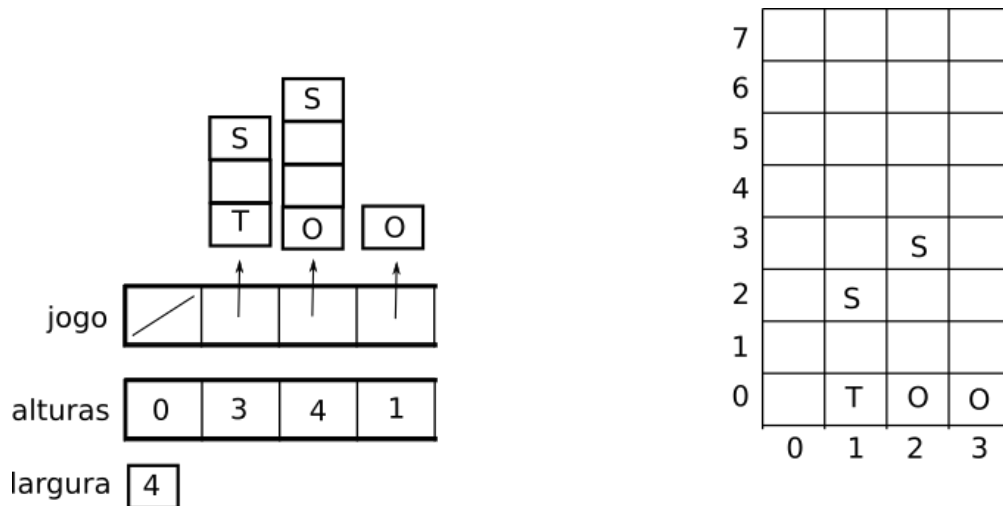 S
S
T O O
jogo
alturas 0 3 4 1
largura 4
7
6
5
4
3 S
2 S
1
0 T O O
0 1 2 3